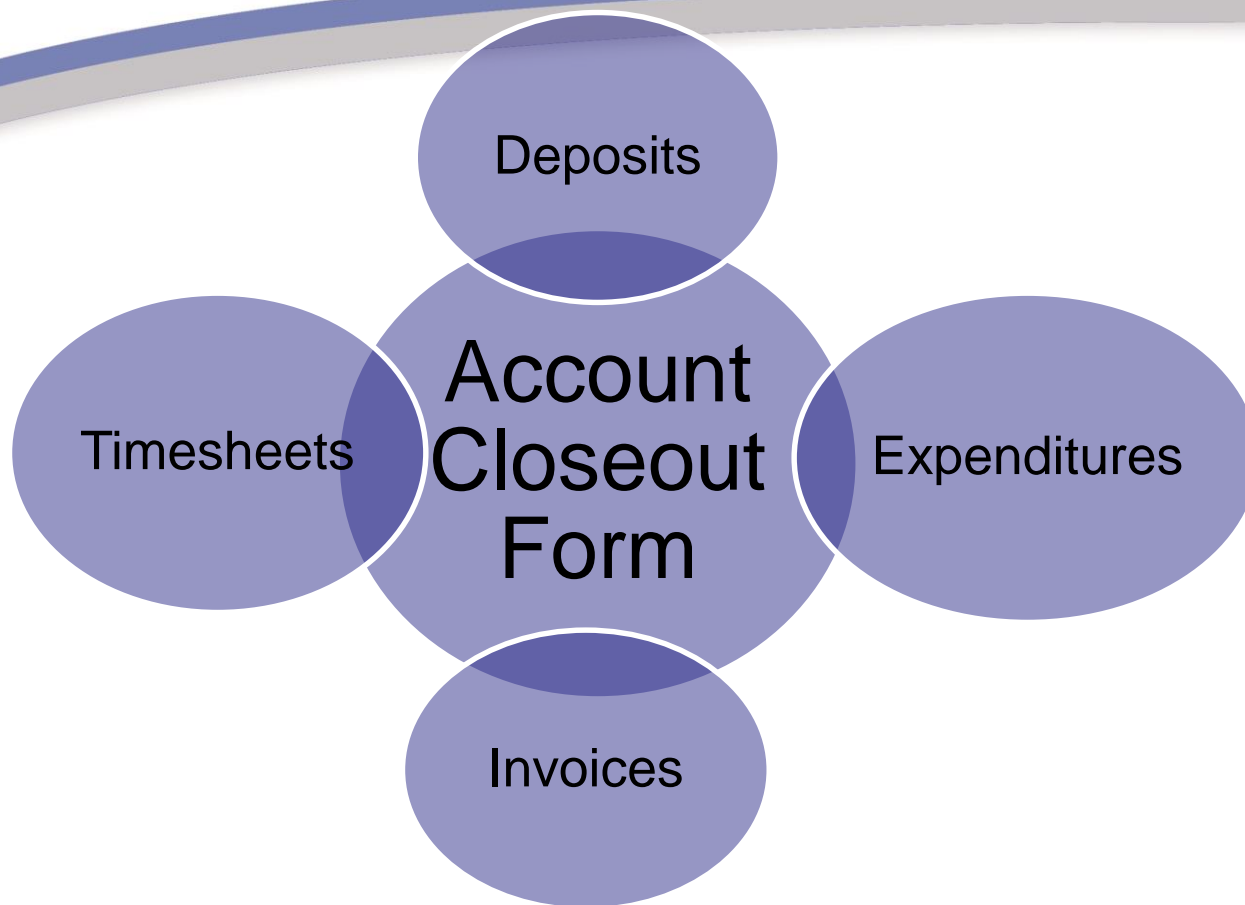 Deposits
Account
Closeout
Form
Timesheets
Expenditures
Invoices